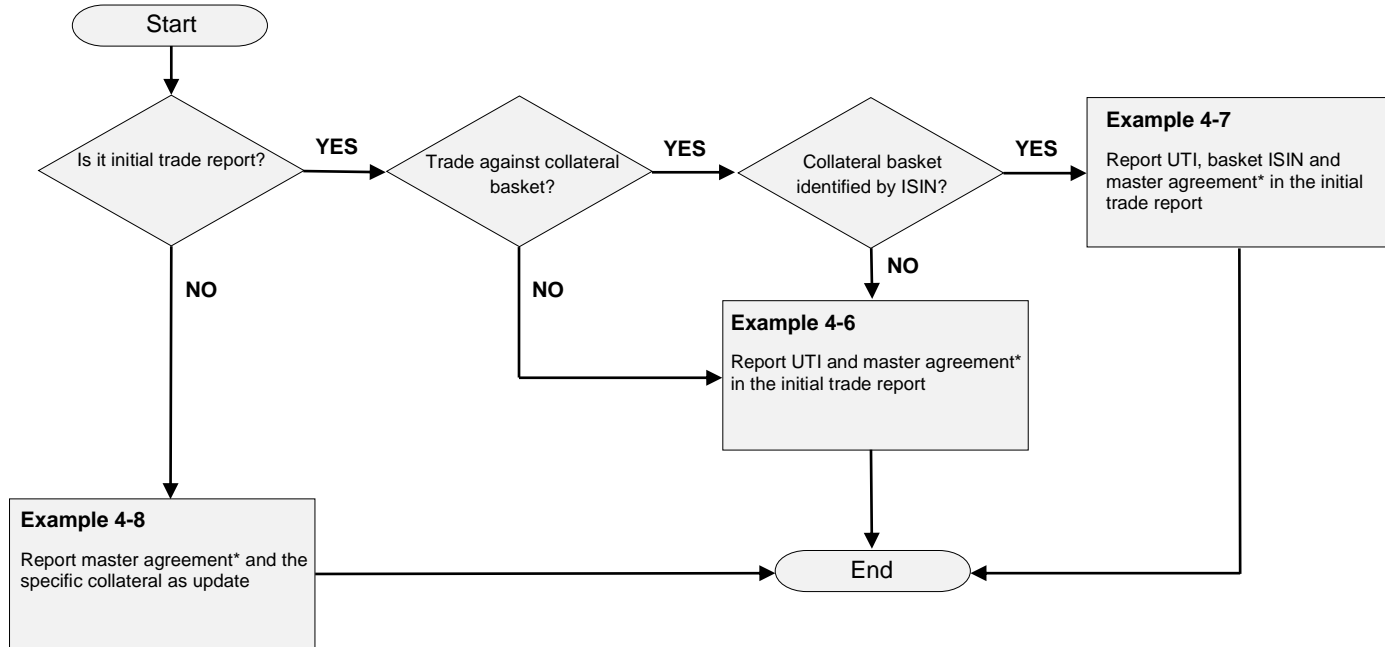 Start
Is it initial trade report?
YES
Trade against collateral
basket?
YES
Collateral basket
identified by ISIN?
YES
Example 4-7
Report UTI, basket ISIN and
master agreement* in the initial
trade report
NO
NO
NO
Example 4-6
Report UTI and master agreement*
in the initial trade report
Example 4-8
Report master agreement* and the
specific collateral as update
End